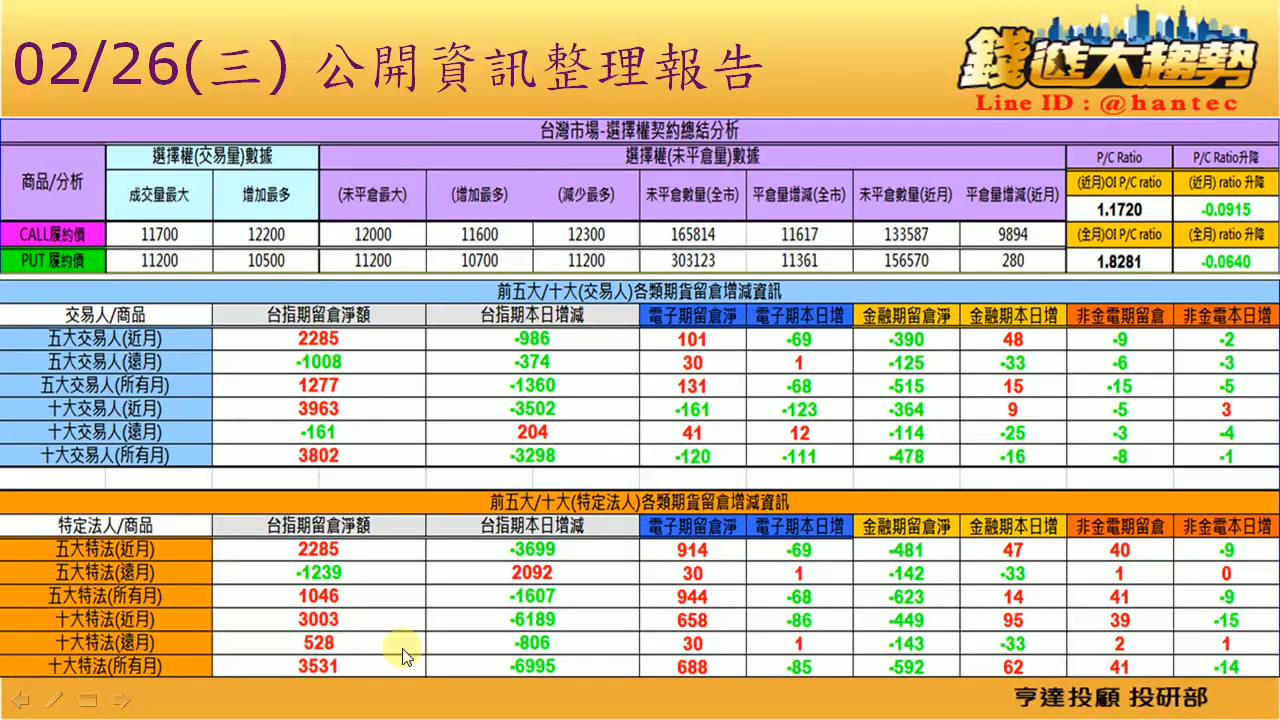 02/26(三) 公開資訊整理報告
錢進大趨勢
Line ID : @hantec
台灣市場-選擇權契約總結分析
商品/分析 選擇權(交易量)數據 選擇權(未平倉量)數據 P/C Ratio P/C Ratio升降
成交量最大 增加最多 (未平倉最大) (增加最多) (減少最多) 未平倉數量(全市) 平倉量增減(全市) 未平倉數量(近月) 平倉量增減(近月) (近月)OI P/C ratio (近月) ratio 升降
1.1720 -0.0915
CALL履約價 11700 12200 12000 11600 12300 165814 11617 133587 9894 (全月)OI P/C ratio (全月) ratio 升降
PUT 履約價 11200 10500 11200 10700 11200 303123 11361 156570 280 1.8281 -0.0640
前五大/十大(交易人)各類期貨留倉增減資訊
交易人/商品 台指期留倉淨額 台指期本日增減 電子期留倉淨 電子期本日增 金融期留倉淨 金融期本日增 非金電期留倉 非金電本日增
五大交易人(近月) 2285 -986 101 -69 -390 48 -9 -2
五大交易人(遠月) -1008 -374 30 1 -125 -33 -6 -3
五大交易人(所有月) 1277 -1360 131 -68 -515 15 -15 -5
十大交易人(近月) 3963 -3502 -161 -123 -364 9 -5 3
十大交易人(遠月) -161 204 41 12 -114 -25 -3 -4
十大交易人(所有月) 3802 -3298 -120 -111 -478 -16 -8 -1
前五大/十大(特定法人)各類期貨留倉增減資訊
特定法人/商品 台指期留倉淨額 台指期本日增減 電子期留倉淨 電子期本日增 金融期留倉淨 金融期本日增 非金電期留倉 非金電本日增
五大特法(近月) 2285 -3699 914 -69 -481 47 40 -9
五大特法(遠月) -1239 2092 30 1 -142 -33 1 0
五大特法(所有月) 1046 -1607 944 -68 -623 14 41 -9
十大特法(近月) 3003 -6189 658 -86 -449 95 39 -15
十大特法(遠月) 528 -806 30 1 -143 -33 2 1
十大特法(所有月) 3531 -6995 688 -85 -592 62 41 -14
亨達投顧 投研部